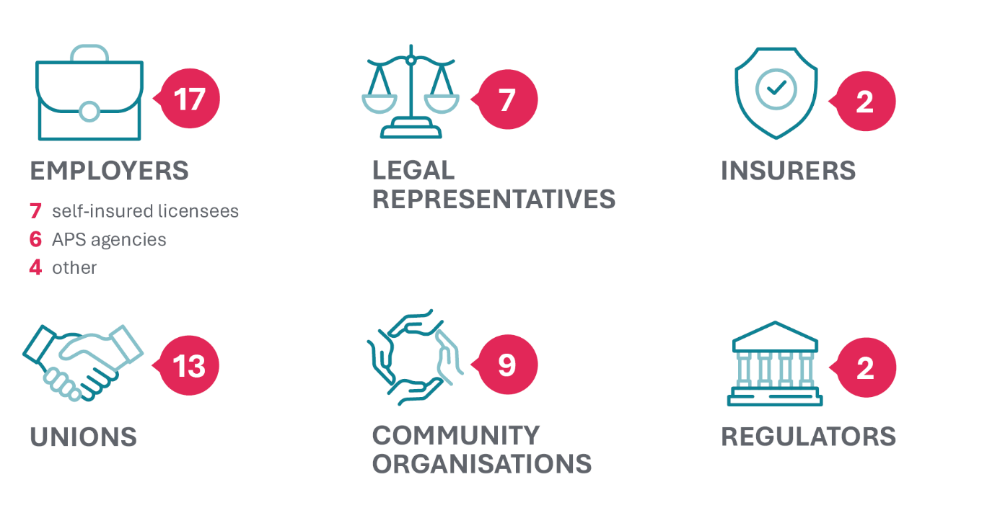 17
EMPLOYERS
7 self-insured licensees
6 APS agencies
4 other
7
LEGAL
REPRESENTATIVES
2
INSURERS
13
UNIONS
9
COMMUNITY
ORGANISATIONS
2
REGULATORS